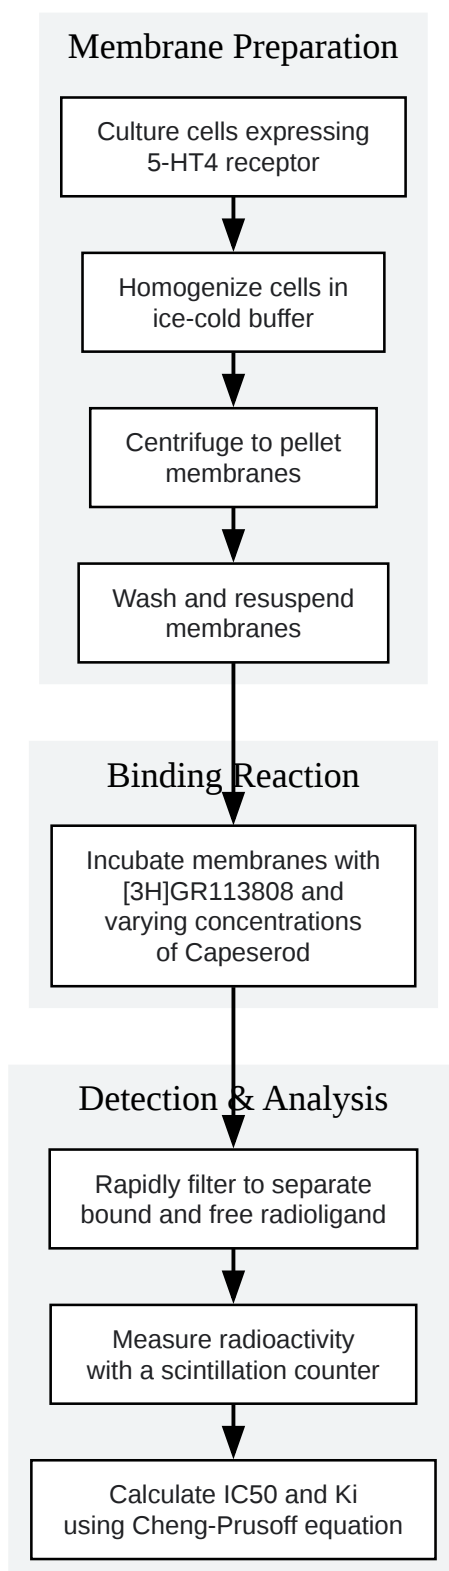 Membrane Preparation
Culture cells expressing
5-HT4 receptor
Homogenize cells in
ice-cold buffer
Centrifuge to pellet
membranes
Wash and resuspend
membranes
Binding Reaction
Incubate membranes with
[3H]GR113808 and
varying concentrations
of Capeserod
Detection & Analysis
Rapidly filter to separate
bound and free radioligand
Measure radioactivity
with a scintillation counter
Calculate IC50 and Ki
using Cheng-Prusoff equation